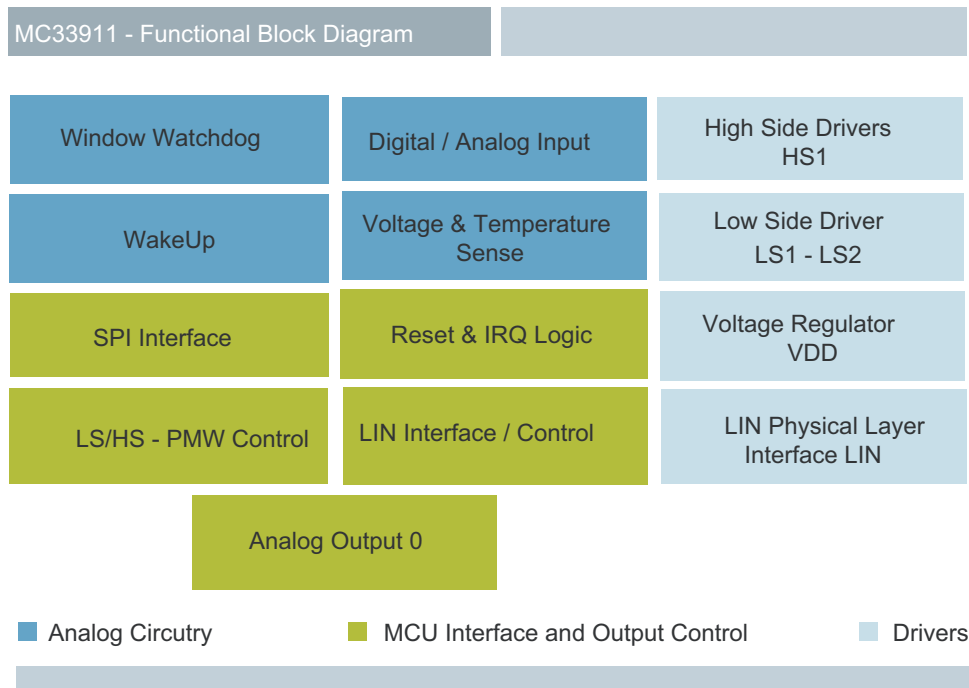 MC33911 - Functional Block Diagram
Window Watchdog
Digital / Analog Input
High Side Drivers
HS1
WakeUp
Voltage & Temperature
Sense
Low Side Driver
LS1 - LS2
SPI Interface
Reset & IRQ Logic
Voltage Regulator
VDD
LS/HS - PMW Control
LIN Interface / Control
LIN Physical Layer
Interface LIN
Analog Output 0
Analog Circutry
MCU Interface and Output Control
Drivers